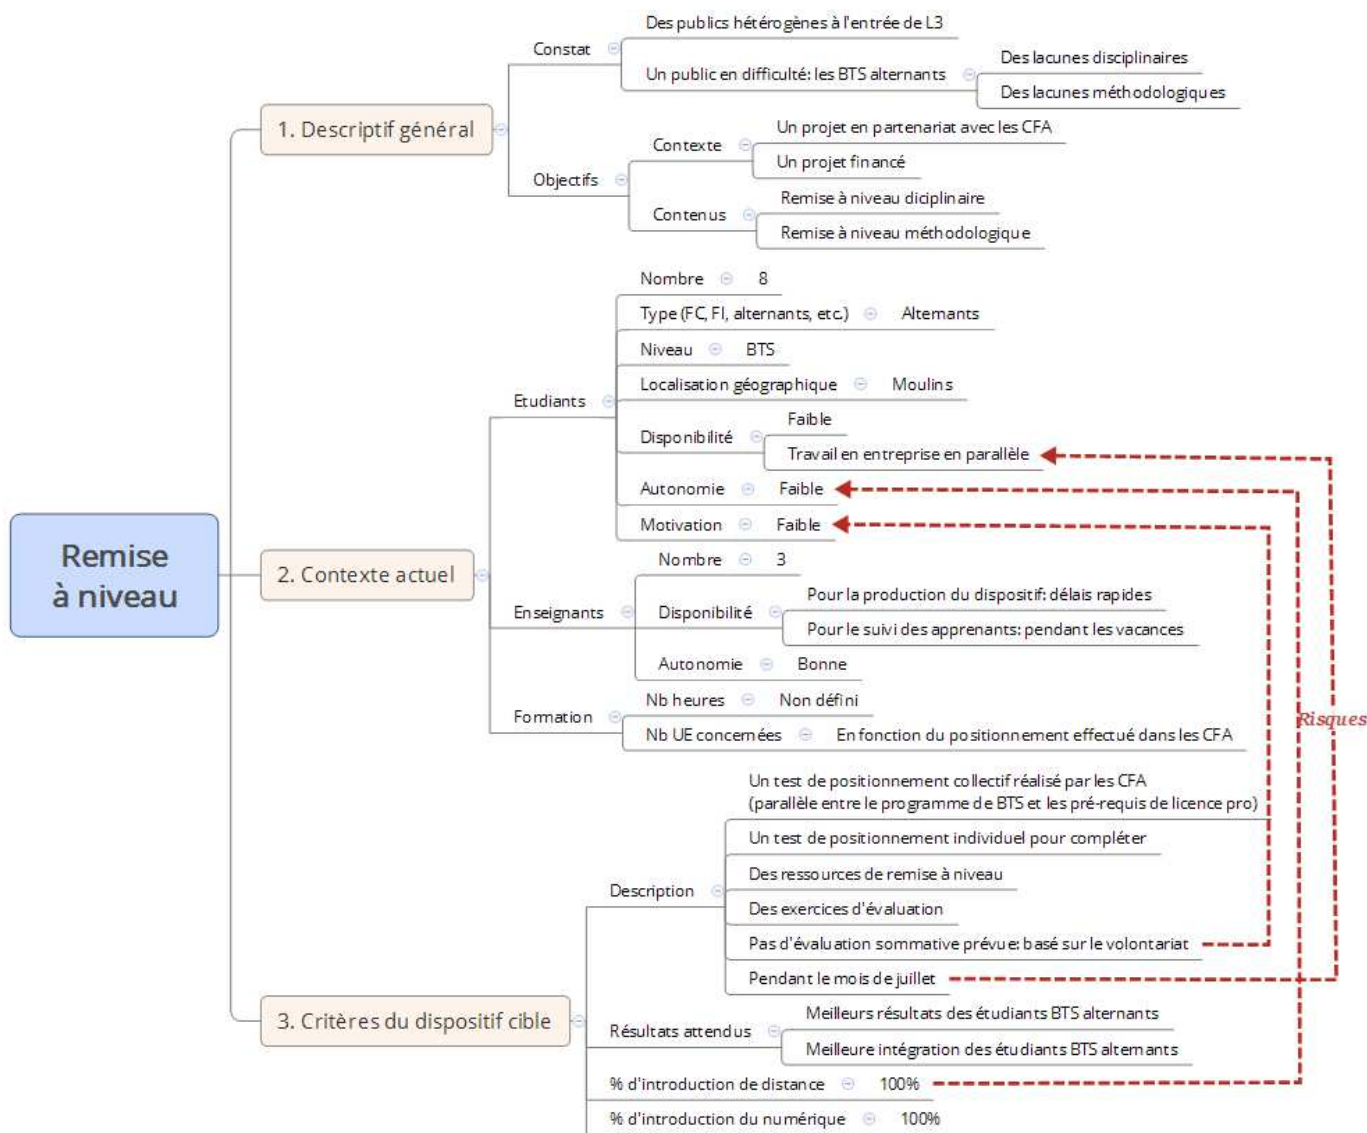 Remise
à niveau
1. Descriptif général
Constat
Des publics hétérogènes à l'entrée de L3
Un public en difficulté: les BTS alternants
Des lacunes disciplinaires
Des lacunes méthodologiques
Objectifs
Contexte
Un projet en partenariat avec les CFA
Un projet financé
Contenus
Remise à niveau diciplinaire
Remise à niveau méthodologique
2. Contexte actuel
Etudiants
Nombre 8
Type (FC, FI, alternants, etc.) Alternants
Niveau BTS
Localisation géographique Moulins
Disponibilité
Faible
Travail en entreprise en parallèle
Autonomie Faible
Motivation Faible
Enseignants
Nombre 3
Disponibilité
Pour la production du dispositif: délais rapides
Pour le suivi des apprenants: pendant les vacances
Autonomie Bonne
Formation
Nb heures Non défini
Nb UE concernées En fonction du positionnement effectué dans les CFA
Risques
3. Critères du dispositif cible
Description
Un test de positionnement collectif réalisé par les CFA
(parallèle entre le programme de BTS et les pré-requis de licence pro)
Un test de positionnement individuel pour compléter
Des ressources de remise à niveau
Des exercices d'évaluation
Pas d'évaluation sommative prévue: basé sur le volontariat
Pendant le mois de juillet
Résultats attendus
Meilleurs résultats des étudiants BTS alternants
Meilleure intégration des étudiants BTS alternants
% d'introduction de distance 100%
% d'introduction du numérique 100%